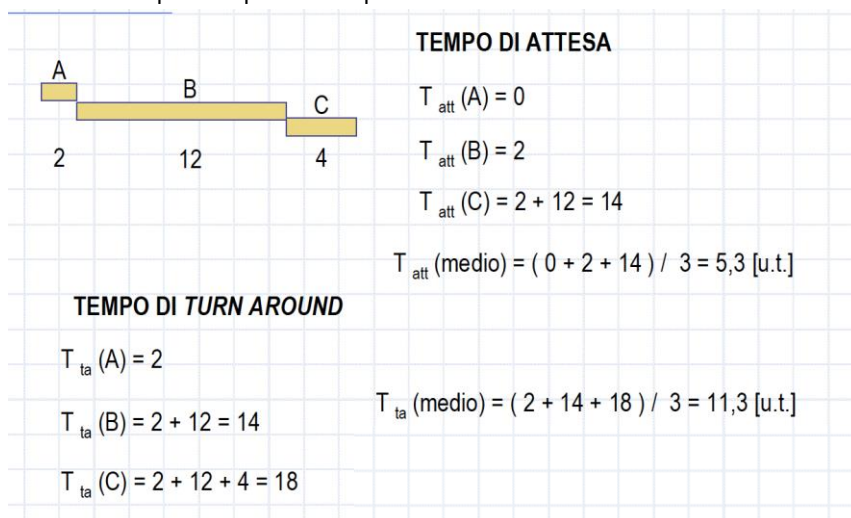 TEMPO DI ATTESA
A
B
C
2
12
4
T att (A) = 0
T att (B) = 2
T att (C) = 2 + 12 = 14
T att (medio) = ( 0 + 2 + 14 ) / 3 = 5,3 [u.t.]
TEMPO DI TURN AROUND
T ta (A) = 2
T ta (B) = 2 + 12 = 14
T ta (C) = 2 + 12 + 4 = 18
T ta (medio) = ( 2 + 14 + 18 ) / 3 = 11,3 [u.t.]